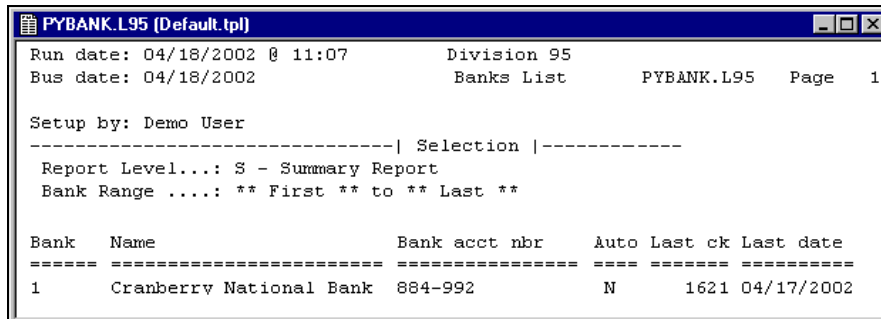 PYBANK.L95 (Default.tpl)
Run date: 04/18/2002 @ 11:07 Division 95
Bus date: 04/18/2002 Banks List PYBANK.L95 Page 1
Setup by: Demo User
--------------------------------| Selection |------------
Report Level...: S - Summary Report
Bank Range ....: ** First ** to ** Last **
Bank Name Bank acct nbr Auto Last ck Last date
====== ======================== ================ ==== ======= ==========
1 Cranberry National Bank 884-992 N 1621 04/17/2002